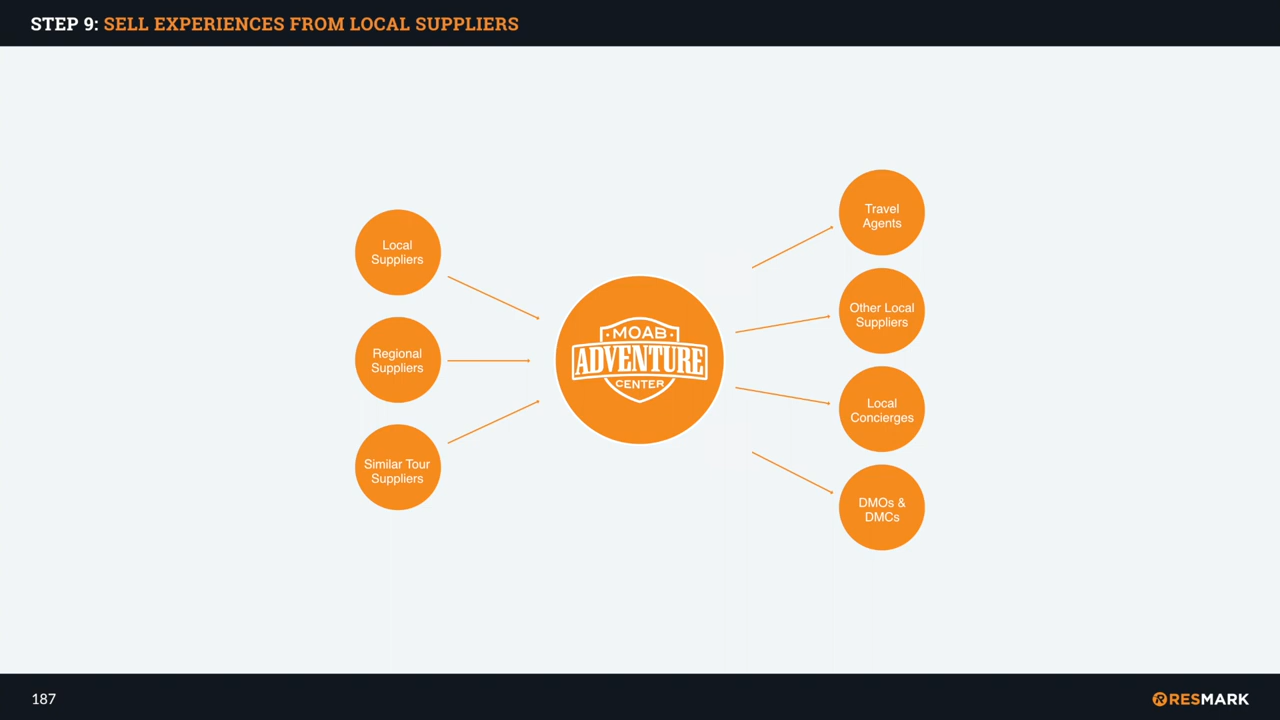 STEP 9: SELL EXPERIENCES FROM LOCAL SUPPLIERS
Local
Suppliers
Regional
Suppliers
Similar Tour
Suppliers
MOAB
ADVENTURE
CENTER
Travel
Agents
Other Local
Suppliers
Local
Concierges
DMOs &
DMCs
187
RESMARK